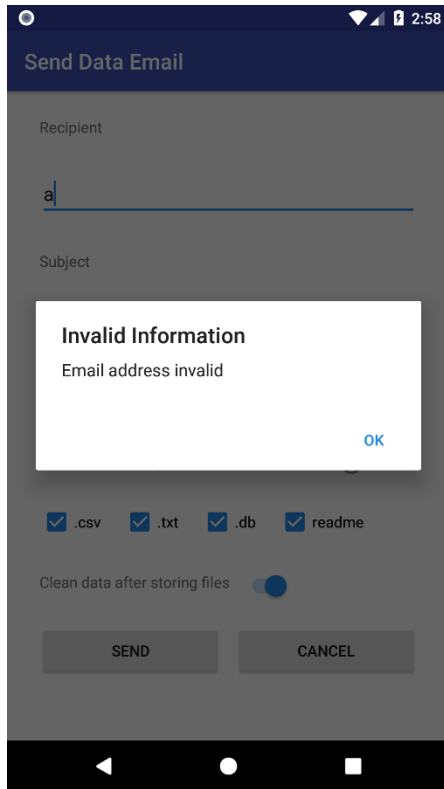 2:58
Send Data Email
Recipient
a
Subject
Invalid Information
Email address invalid
OK
.csv .txt .db readme
Clean data after storing files
SEND CANCEL